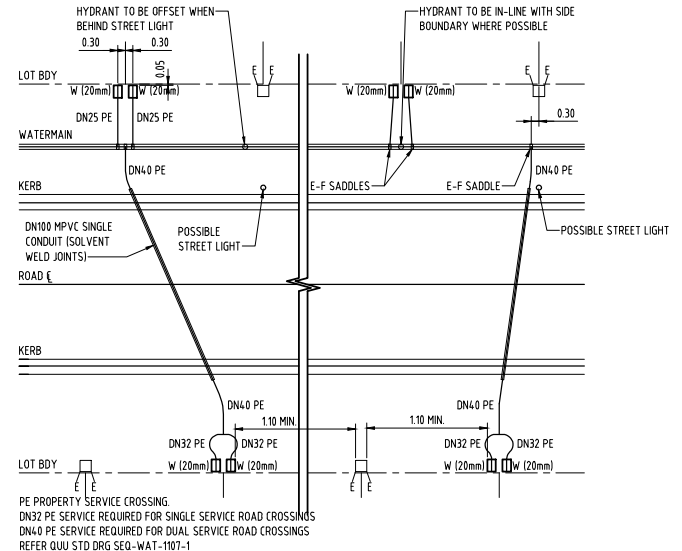 HYDRANT TO BE OFFSET WHEN
BEHIND STREET LIGHT
HYDRANT TO BE IN-LINE WITH SIDE
BOUNDARY WHERE POSSIBLE
0.30 0.30
0.05
E E
E E
LOT BDY
W (20mm) W (20mm)
W (20mm) W (20mm)
0.30
DN25 PE DN25 PE
WATERMAIN
DN40 PE
DN40 PE
KERB
E-F SADDLES
E-F SADDLE
DN100 MPVC SINGLE
CONDUIT (SOLVENT
WELD JOINTS)
POSSIBLE
STREET LIGHT
POSSIBLE STREET LIGHT
ROAD ℄
KERB
DN40 PE
DN40 PE
1.10 MIN.
1.10 MIN.
DN32 PE DN32 PE
DN32 PE DN32 PE
LOT BDY
W (20mm) W (20mm)
W (20mm) W (20mm)
E E
E E
PE PROPERTY SERVICE CROSSING.
DN32 PE SERVICE REQUIRED FOR SINGLE SERVICE ROAD CROSSINGS
DN40 PE SERVICE REQUIRED FOR DUAL SERVICE ROAD CROSSINGS
REFER QUU STD DRG SEQ-WAT-1107-1